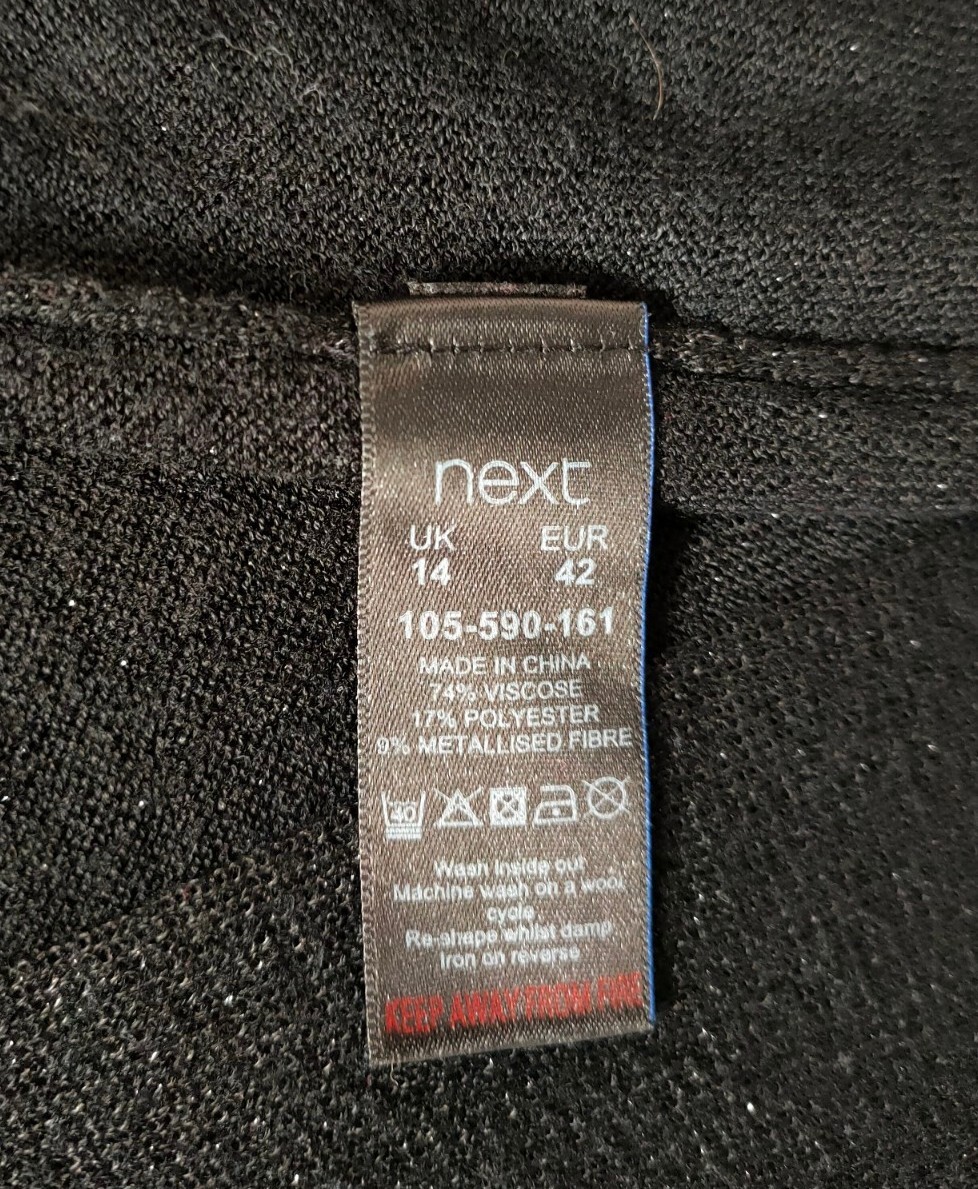 next
UK EUR
14 42
105-590-161
MADE IN CHINA
74% VISCOSE
17% POLYESTER
9% METALLISED FIBRE
40
Wash inside out
Machine wash on a wool
cycle
Re-shape whilst damp
Iron on reverse
KEEP AWAY FROM FIRE